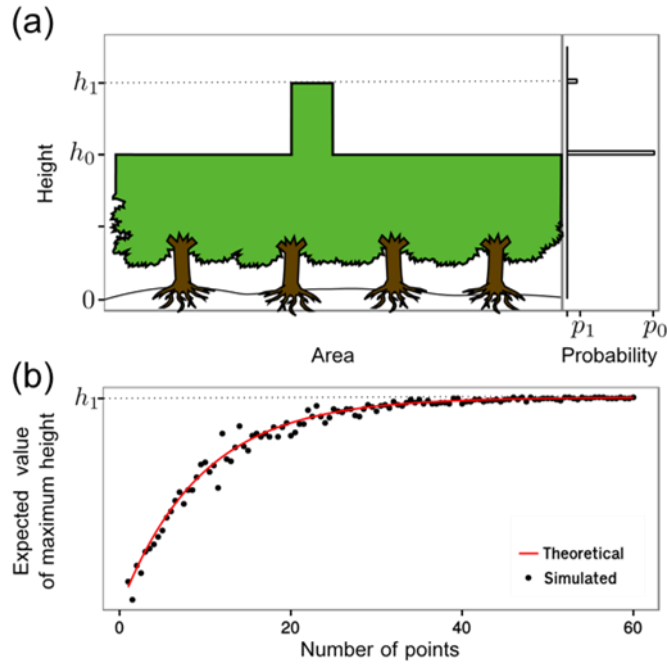 (a)
h₁
h₀
Height
0
p₁ p₀
Area Probability
(b)
h₁
Expected value
of maximum height
Theoretical
Simulated
0 20 40 60
Number of points